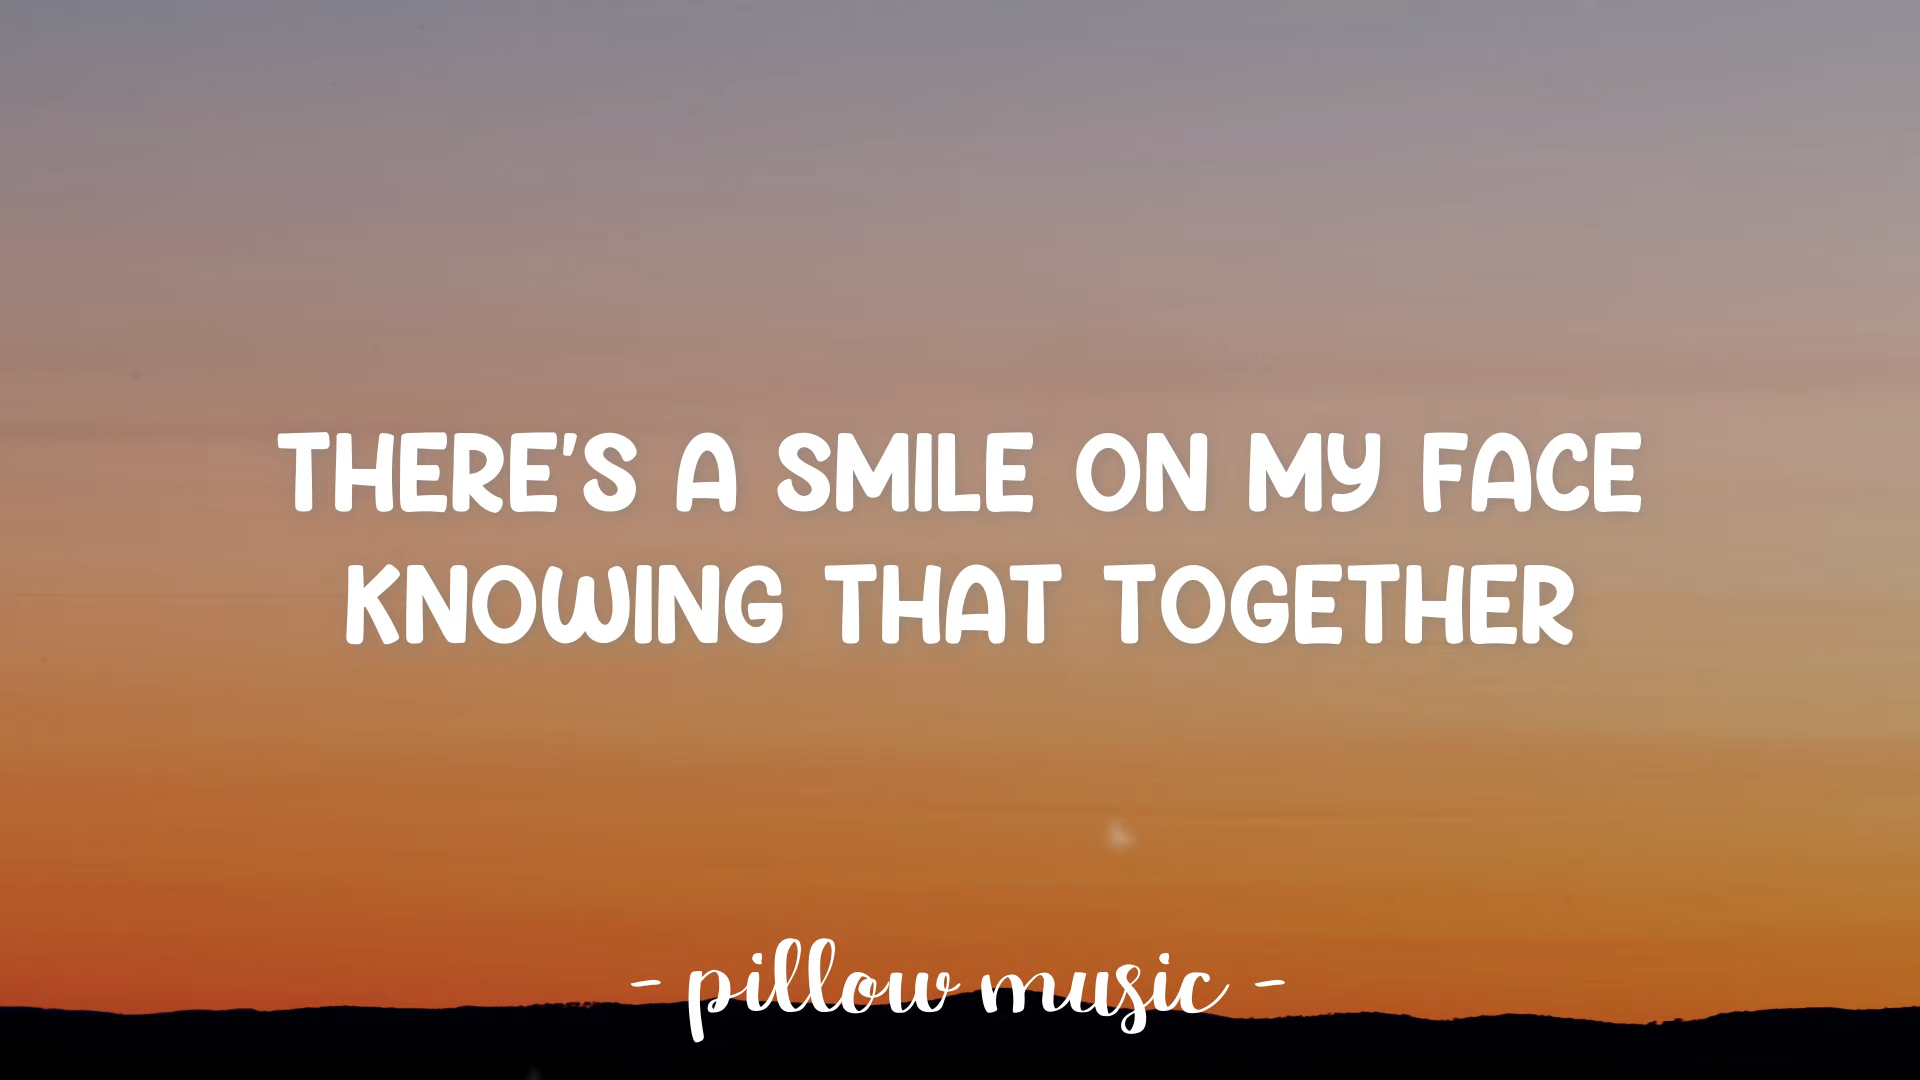 THERE'S A SMILE ON MY FACE
KNOWING THAT TOGETHER
- pillow music -